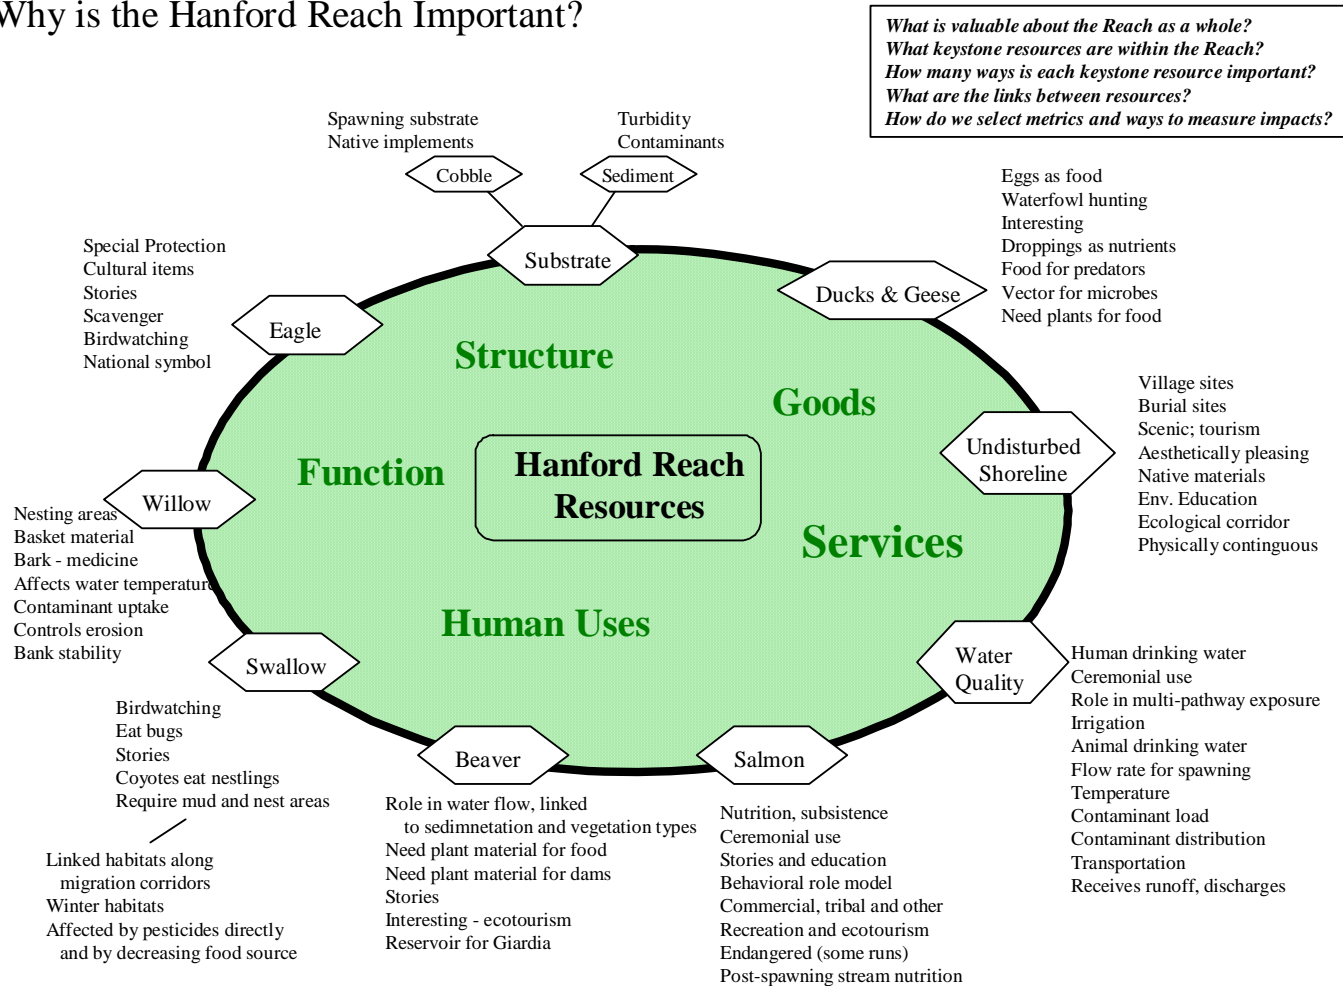 Why is the Hanford Reach Important?
What is valuable about the Reach as a whole?
What keystone resources are within the Reach?
How many ways is each keystone resource important?
What are the links between resources?
How do we select metrics and ways to measure impacts?
Spawning substrate
Native implements
Cobble
Turbidity
Contaminants
Sediment
Substrate
Eggs as food
Waterfowl hunting
Interesting
Droppings as nutrients
Food for predators
Vector for microbes
Need plants for food
Ducks & Geese
Special Protection
Cultural items
Stories
Scavenger
Birdwatching
National symbol
Eagle
Structure
Goods
Function
Hanford Reach
Resources
Services
Human Uses
Undisturbed
Shoreline
Village sites
Burial sites
Scenic; tourism
Aesthetically pleasing
Native materials
Env. Education
Ecological corridor
Physically continguous
Willow
Nesting areas
Basket material
Bark - medicine
Affects water temperature
Contaminant uptake
Controls erosion
Bank stability
Swallow
Birdwatching
Eat bugs
Stories
Coyotes eat nestlings
Require mud and nest areas
Linked habitats along
migration corridors
Winter habitats
Affected by pesticides directly
and by decreasing food source
Beaver
Role in water flow, linked
to sedimnetation and vegetation types
Need plant material for food
Need plant material for dams
Stories
Interesting - ecotourism
Reservoir for Giardia
Salmon
Nutrition, subsistence
Ceremonial use
Stories and education
Behavioral role model
Commercial, tribal and other
Recreation and ecotourism
Endangered (some runs)
Post-spawning stream nutrition
Water
Quality
Human drinking water
Ceremonial use
Role in multi-pathway exposure
Irrigation
Animal drinking water
Flow rate for spawning
Temperature
Contaminant load
Contaminant distribution
Transportation
Receives runoff, discharges